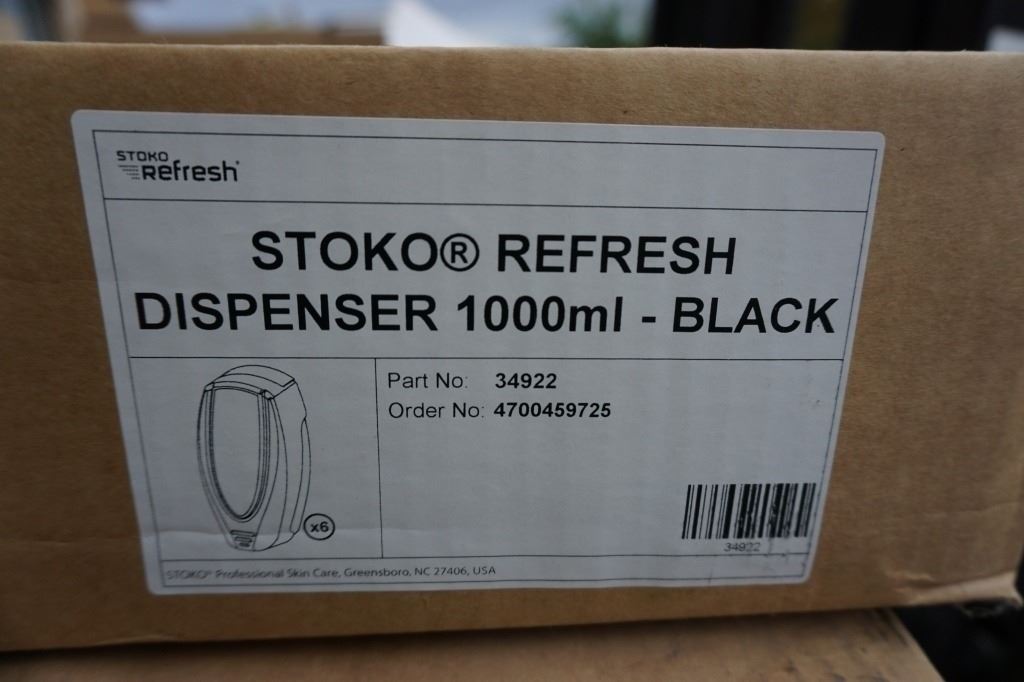 STOKO
Refresh®
STOKO® REFRESH
DISPENSER 1000ml - BLACK
Part No: 34922
Order No: 4700459725
x6
34922
STOKO® Professional Skin Care, Greensboro, NC 27406, USA